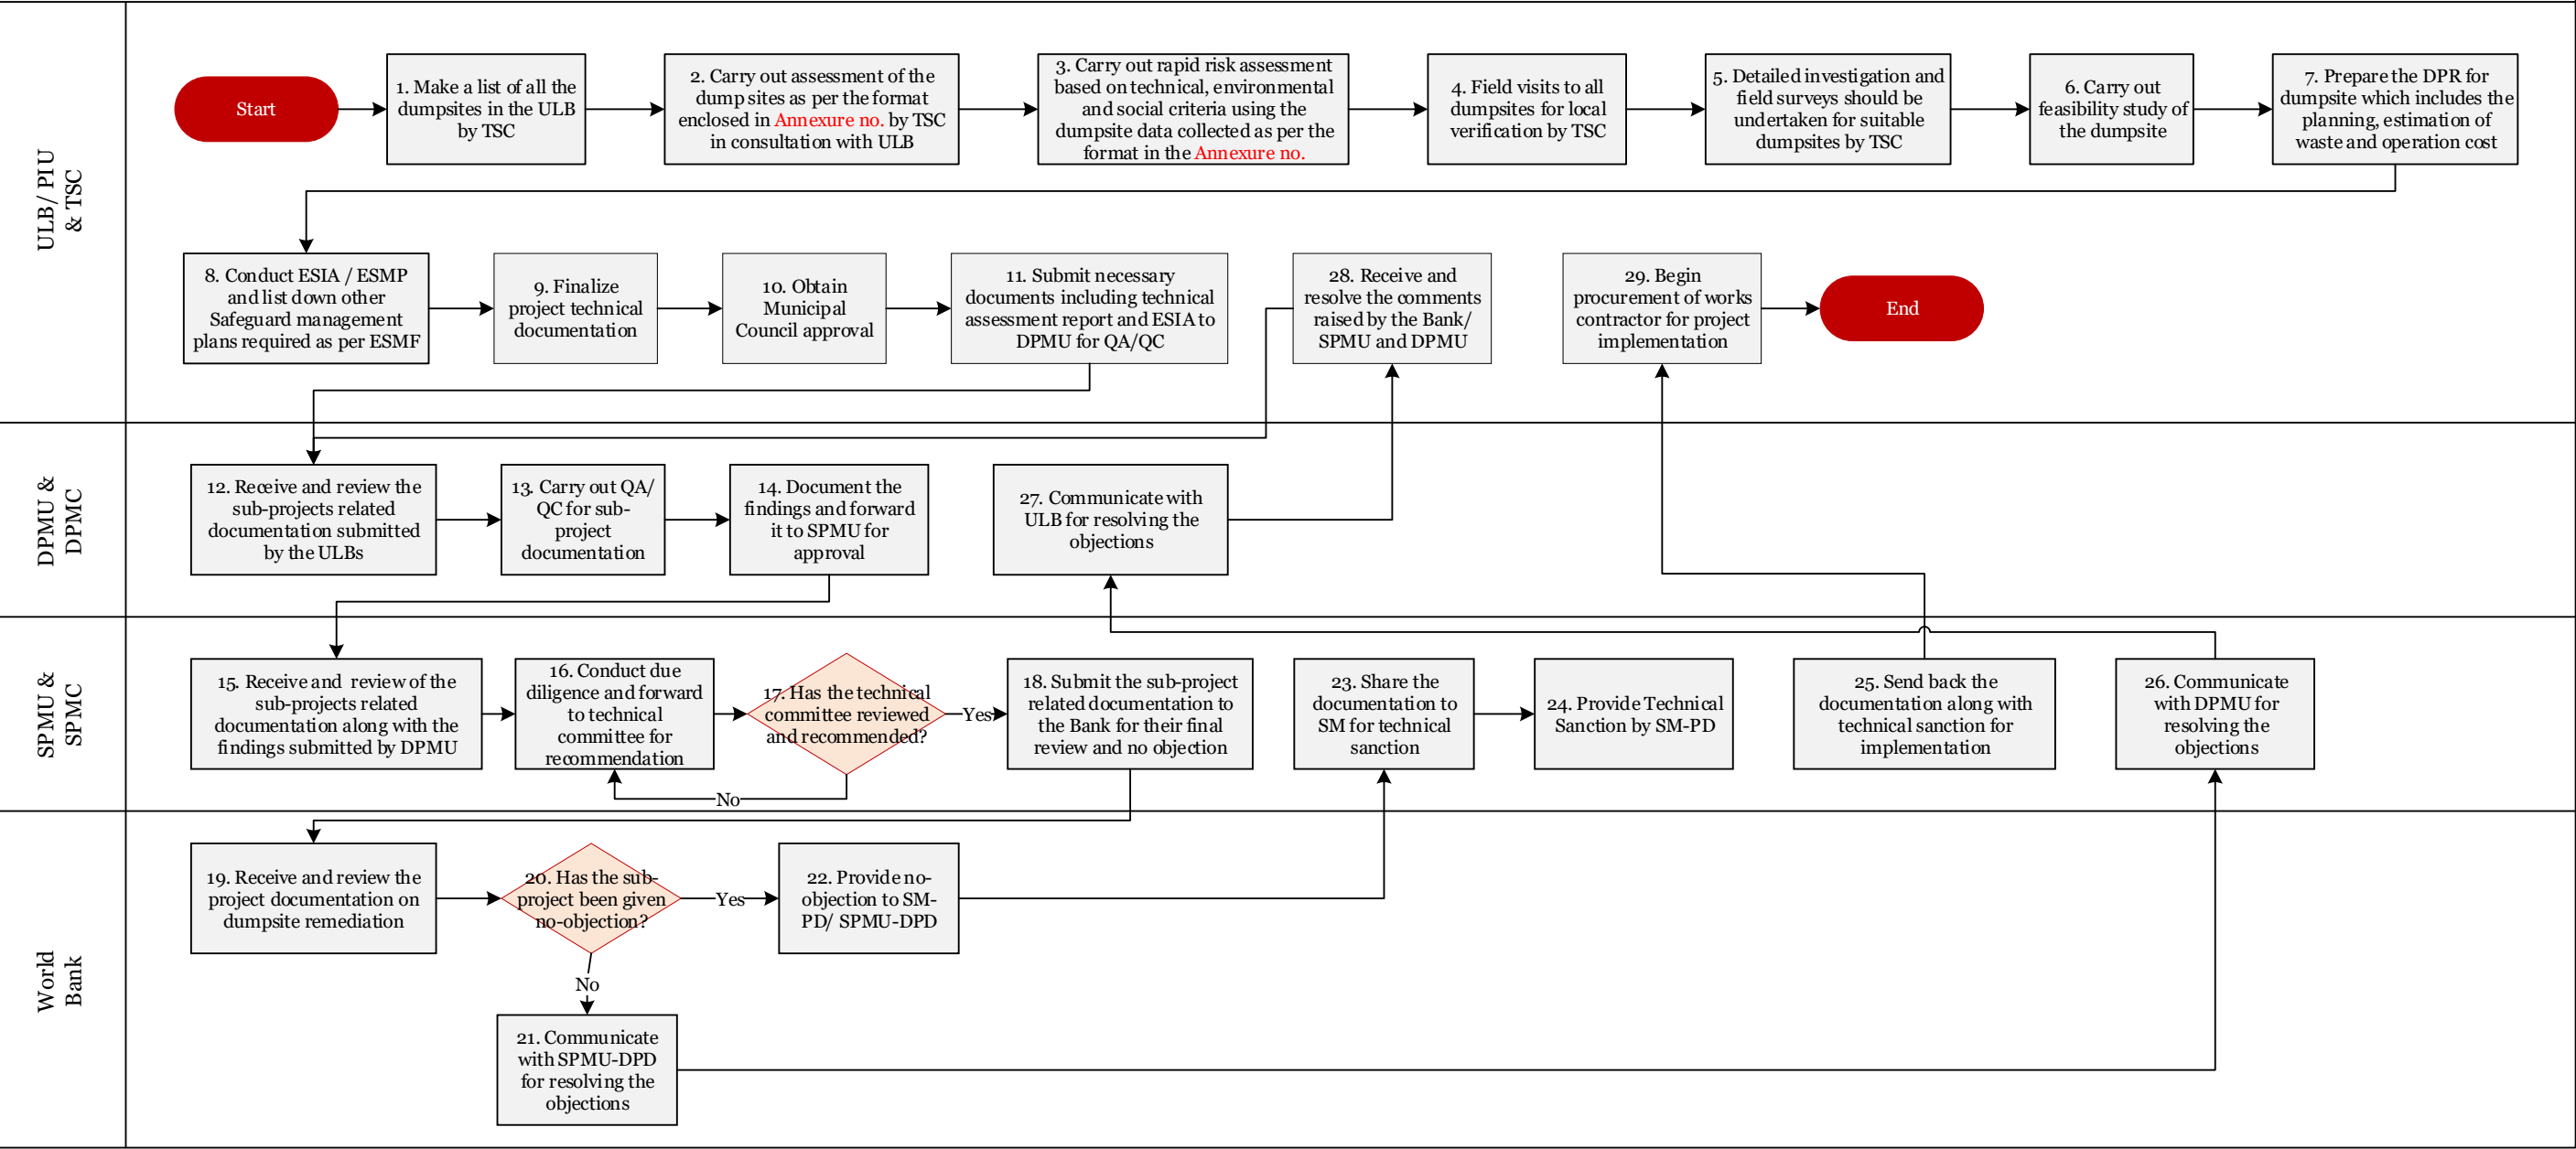 ULB/ PIU
& TSC
Start
1. Make a list of all the
dumpsites in the ULB
by TSC
2. Carry out assessment of the
dump sites as per the format
enclosed in Annexure no. by TSC
in consultation with ULB
3. Carry out rapid risk assessment
based on technical, environmental
and social criteria using the
dumpsite data collected as per the
format in the Annexure no.
4. Field visits to all
dumpsites for local
verification by TSC
5. Detailed investigation and
field surveys should be
undertaken for suitable
dumpsites by TSC
6. Carry out
feasibility study of
the dumpsite
7. Prepare the DPR for
dumpsite which includes the
planning, estimation of
waste and operation cost
8. Conduct ESIA / ESMP
and list down other
Safeguard management
plans required as per ESMF
9. Finalize
project technical
documentation
10. Obtain
Municipal
Council approval
11. Submit necessary
documents including technical
assessment report and ESIA to
DPMU for QA/QC
28. Receive and
resolve the comments
raised by the Bank/
SPMU and DPMU
29. Begin
procurement of works
contractor for project
implementation
End
DPMU &
DPMC
12. Receive and review the
sub-projects related
documentation submitted
by the ULBs
13. Carry out QA/
QC for sub-
project
documentation
14. Document the
findings and forward
it to SPMU for
approval
27. Communicate with
ULB for resolving the
objections
SPMU &
SPMC
15. Receive and review of the
sub-projects related
documentation along with the
findings submitted by DPMU
16. Conduct due
diligence and forward
to technical
committee for
recommendation
17. Has the technical
committee reviewed
and recommended?
Yes
No
18. Submit the sub-project
related documentation to
the Bank for their final
review and no objection
23. Share the
documentation to
SM for technical
sanction
24. Provide Technical
Sanction by SM-PD
25. Send back the
documentation along with
technical sanction for
implementation
26. Communicate
with DPMU for
resolving the
objections
World
Bank
19. Receive and review the
project documentation on
dumpsite remediation
20. Has the sub-
project been given
no-objection?
Yes
No
22. Provide no-
objection to SM-
PD/ SPMU-DPD
21. Communicate
with SPMU-DPD
for resolving the
objections